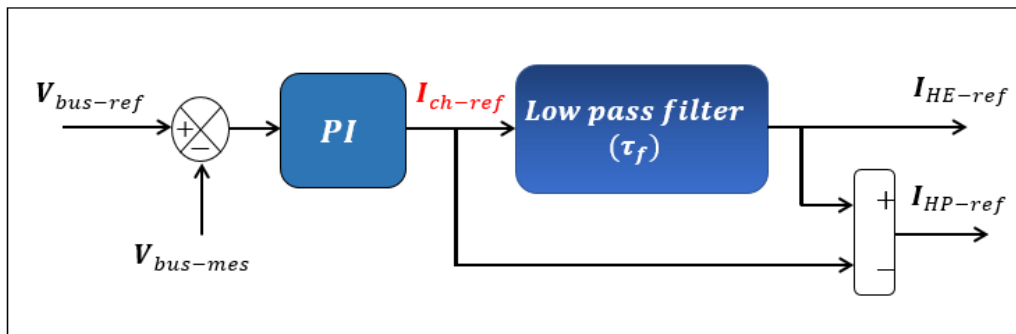 V_bus-ref
+
−
V_bus-mes
PI
I_ch-ref
Low pass filter
(τ_f)
I_HE-ref
+
−
I_HP-ref